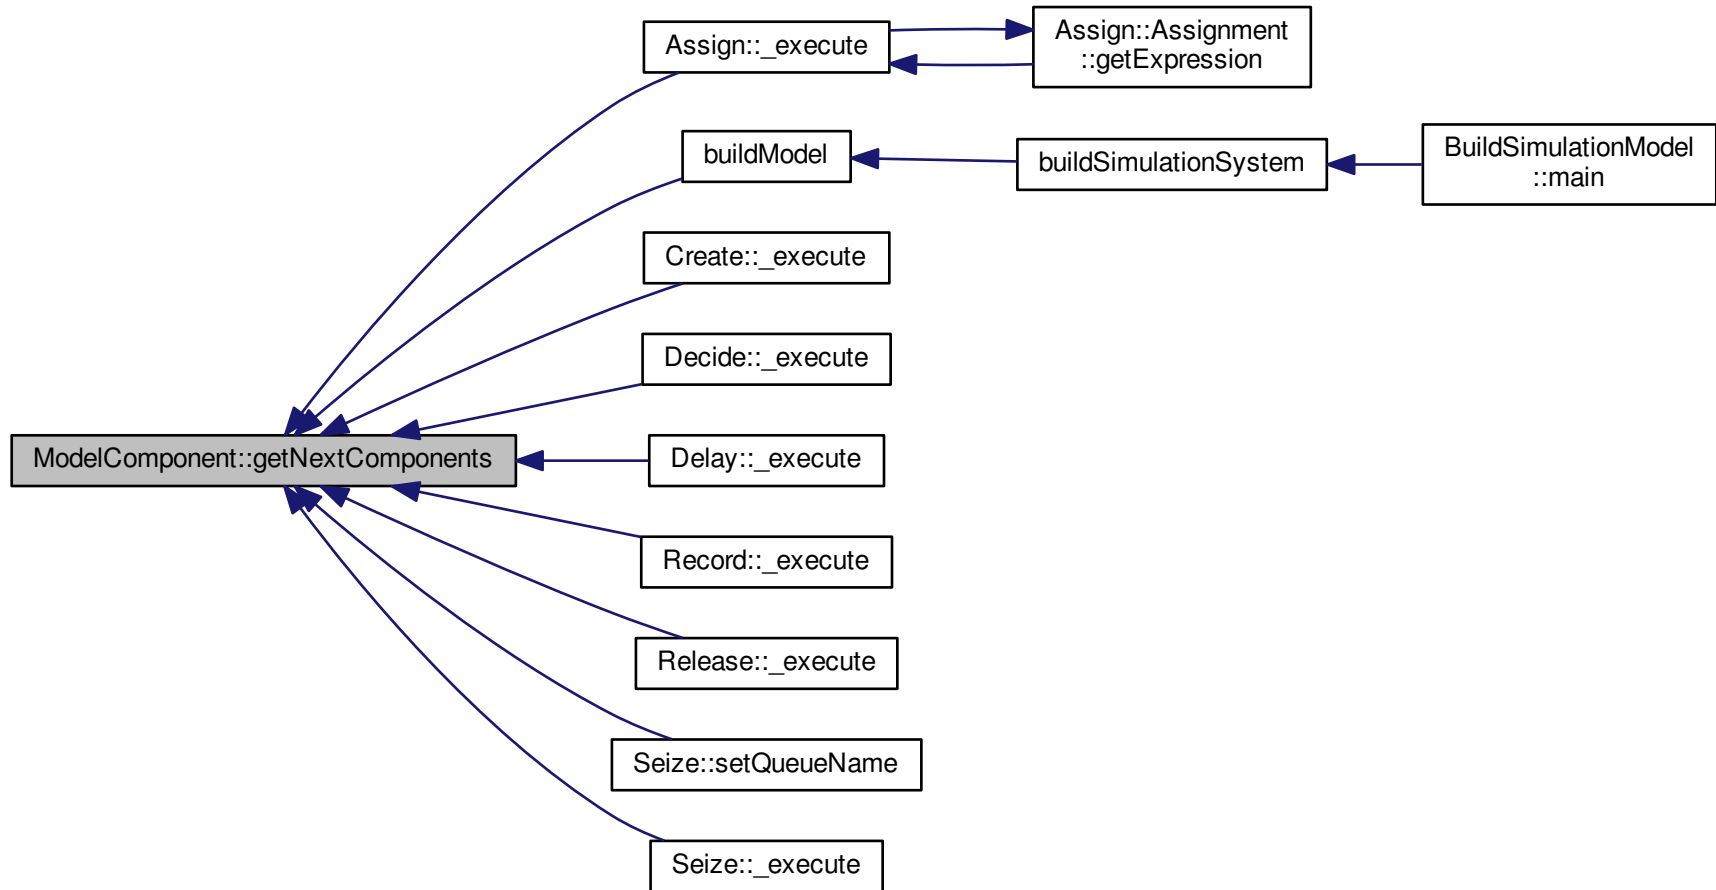 Assign::_execute
Assign::Assignment
::getExpression
buildModel
buildSimulationSystem
BuildSimulationModel
::main
Create::_execute
Decide::_execute
ModelComponent::getNextComponents
Delay::_execute
Record::_execute
Release::_execute
Seize::setQueueName
Seize::_execute